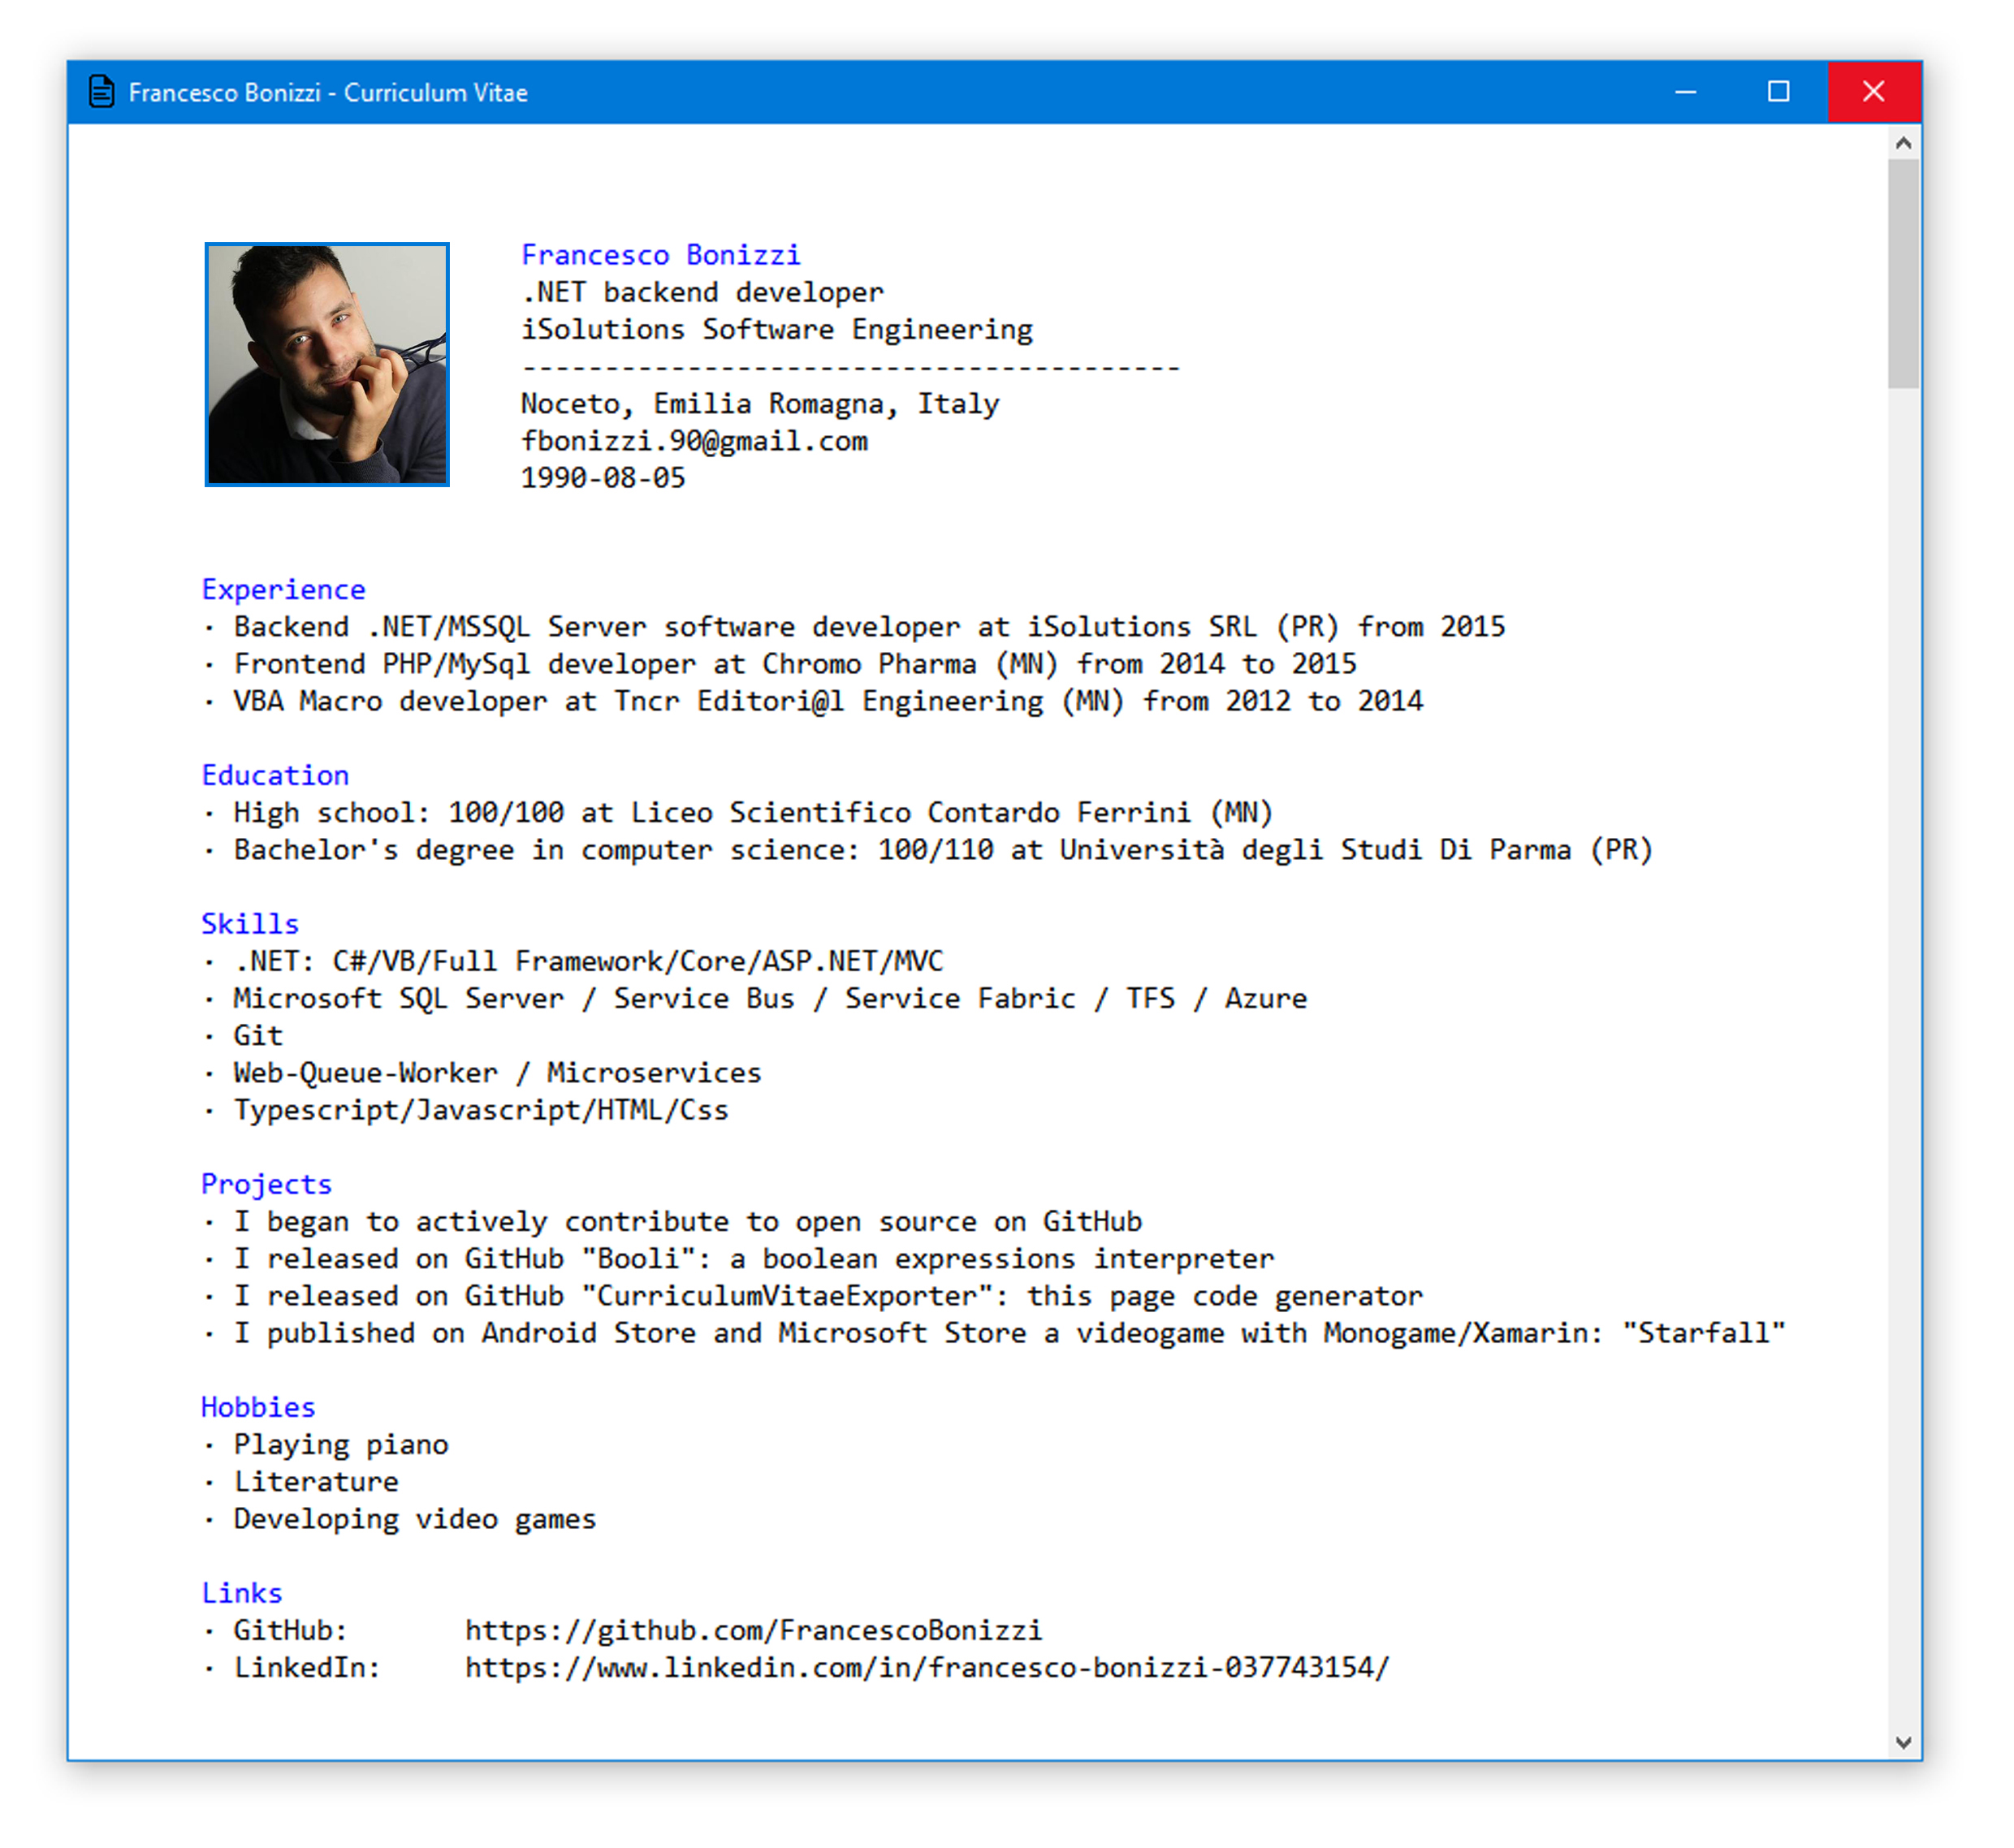 Francesco Bonizzi - Curriculum Vitae
Francesco Bonizzi
.NET backend developer
iSolutions Software Engineering
----------------------------------------
Noceto, Emilia Romagna, Italy
fbonizzi.90@gmail.com
1990-08-05
Experience
· Backend .NET/MSSQL Server software developer at iSolutions SRL (PR) from 2015
· Frontend PHP/MySql developer at Chromo Pharma (MN) from 2014 to 2015
· VBA Macro developer at Tncr Editori@l Engineering (MN) from 2012 to 2014
Education
· High school: 100/100 at Liceo Scientifico Contardo Ferrini (MN)
· Bachelor's degree in computer science: 100/110 at Università degli Studi Di Parma (PR)
Skills
· .NET: C#/VB/Full Framework/Core/ASP.NET/MVC
· Microsoft SQL Server / Service Bus / Service Fabric / TFS / Azure
· Git
· Web-Queue-Worker / Microservices
· Typescript/Javascript/HTML/Css
Projects
· I began to actively contribute to open source on GitHub
· I released on GitHub "Booli": a boolean expressions interpreter
· I released on GitHub "CurriculumVitaeExporter": this page code generator
· I published on Android Store and Microsoft Store a videogame with Monogame/Xamarin: "Starfall"
Hobbies
· Playing piano
· Literature
· Developing video games
Links
· GitHub: https://github.com/FrancescoBonizzi
· LinkedIn: https://www.linkedin.com/in/francesco-bonizzi-037743154/